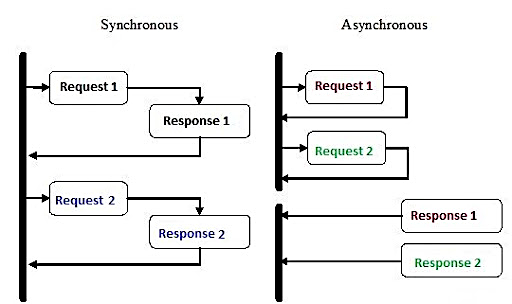 Synchronous
Asynchronous
Request 1
Response 1
Request 2
Response 2
Request 1
Request 2
Response 1
Response 2